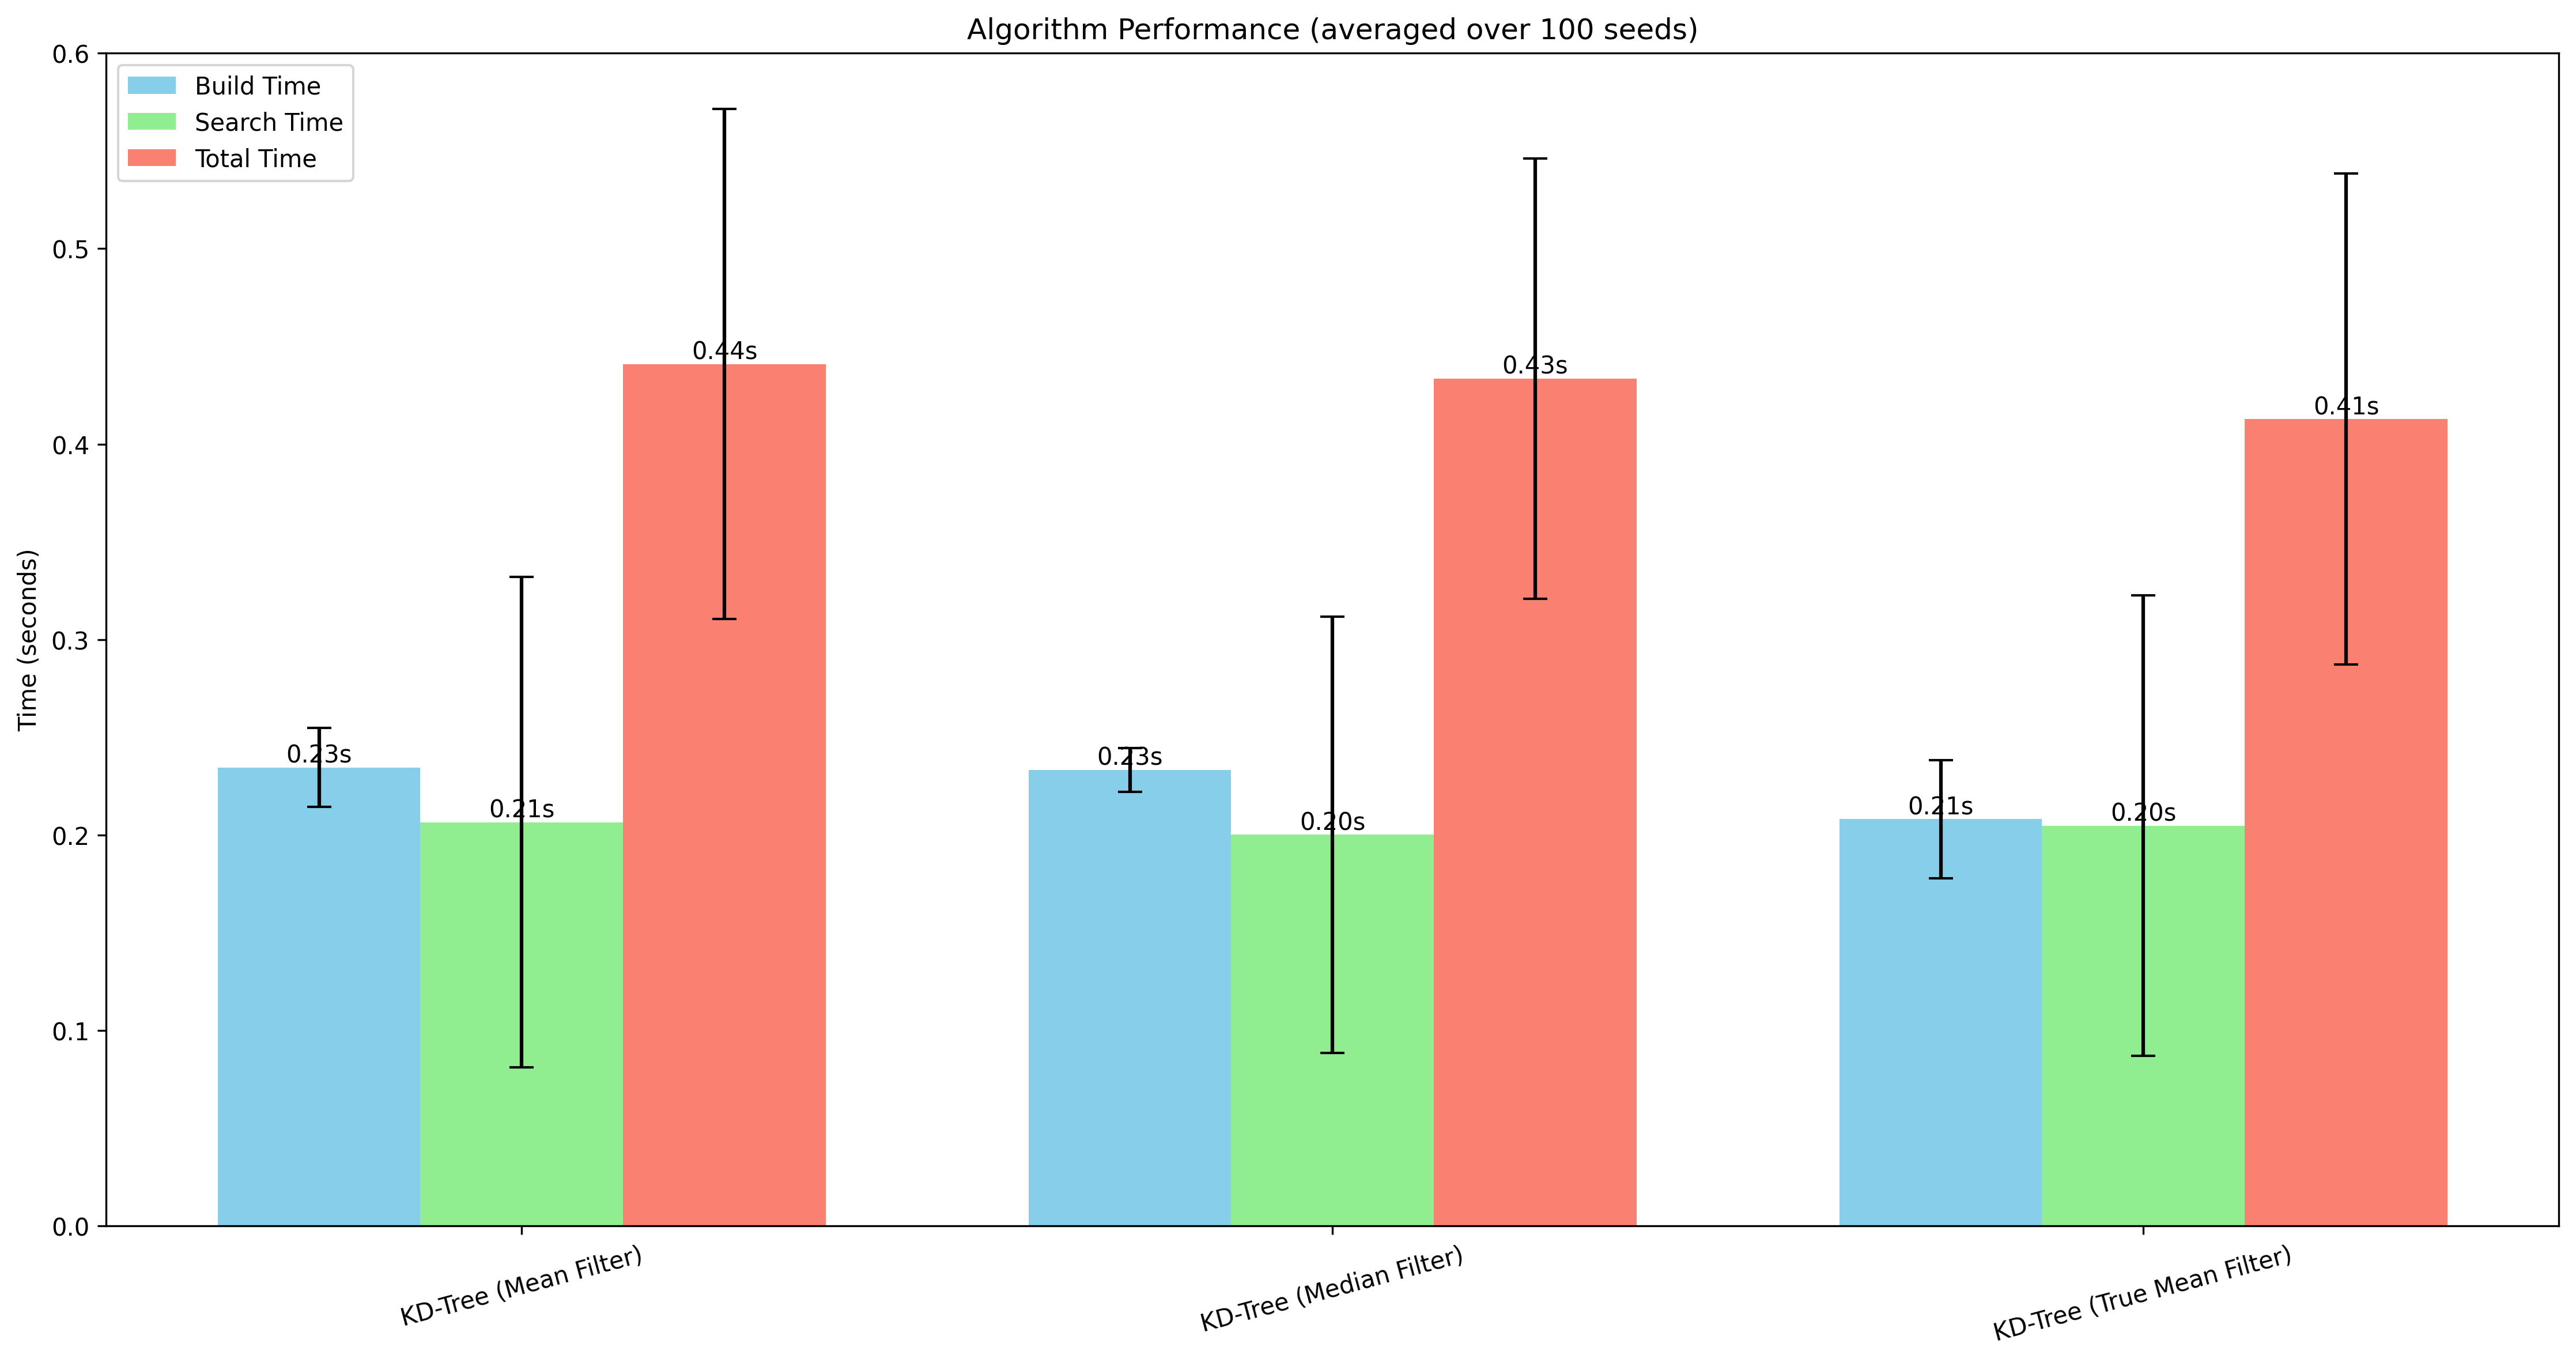 Algorithm Performance (averaged over 100 seeds)
Build Time
Search Time
Total Time
Time (seconds)
0.6
0.5
0.4
0.3
0.2
0.1
0.0
0.23s
0.21s
0.44s
0.23s
0.20s
0.43s
0.21s
0.20s
0.41s
KD-Tree (Mean Filter)
KD-Tree (Median Filter)
KD-Tree (True Mean Filter)